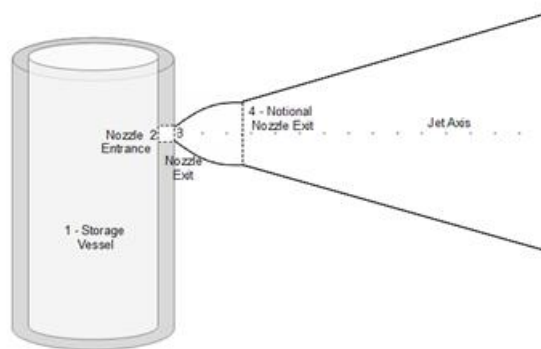 4 - Notional
Nozzle Exit
Jet Axis
Nozzle 2
Entrance
3
Nozzle
Exit
1 - Storage
Vessel